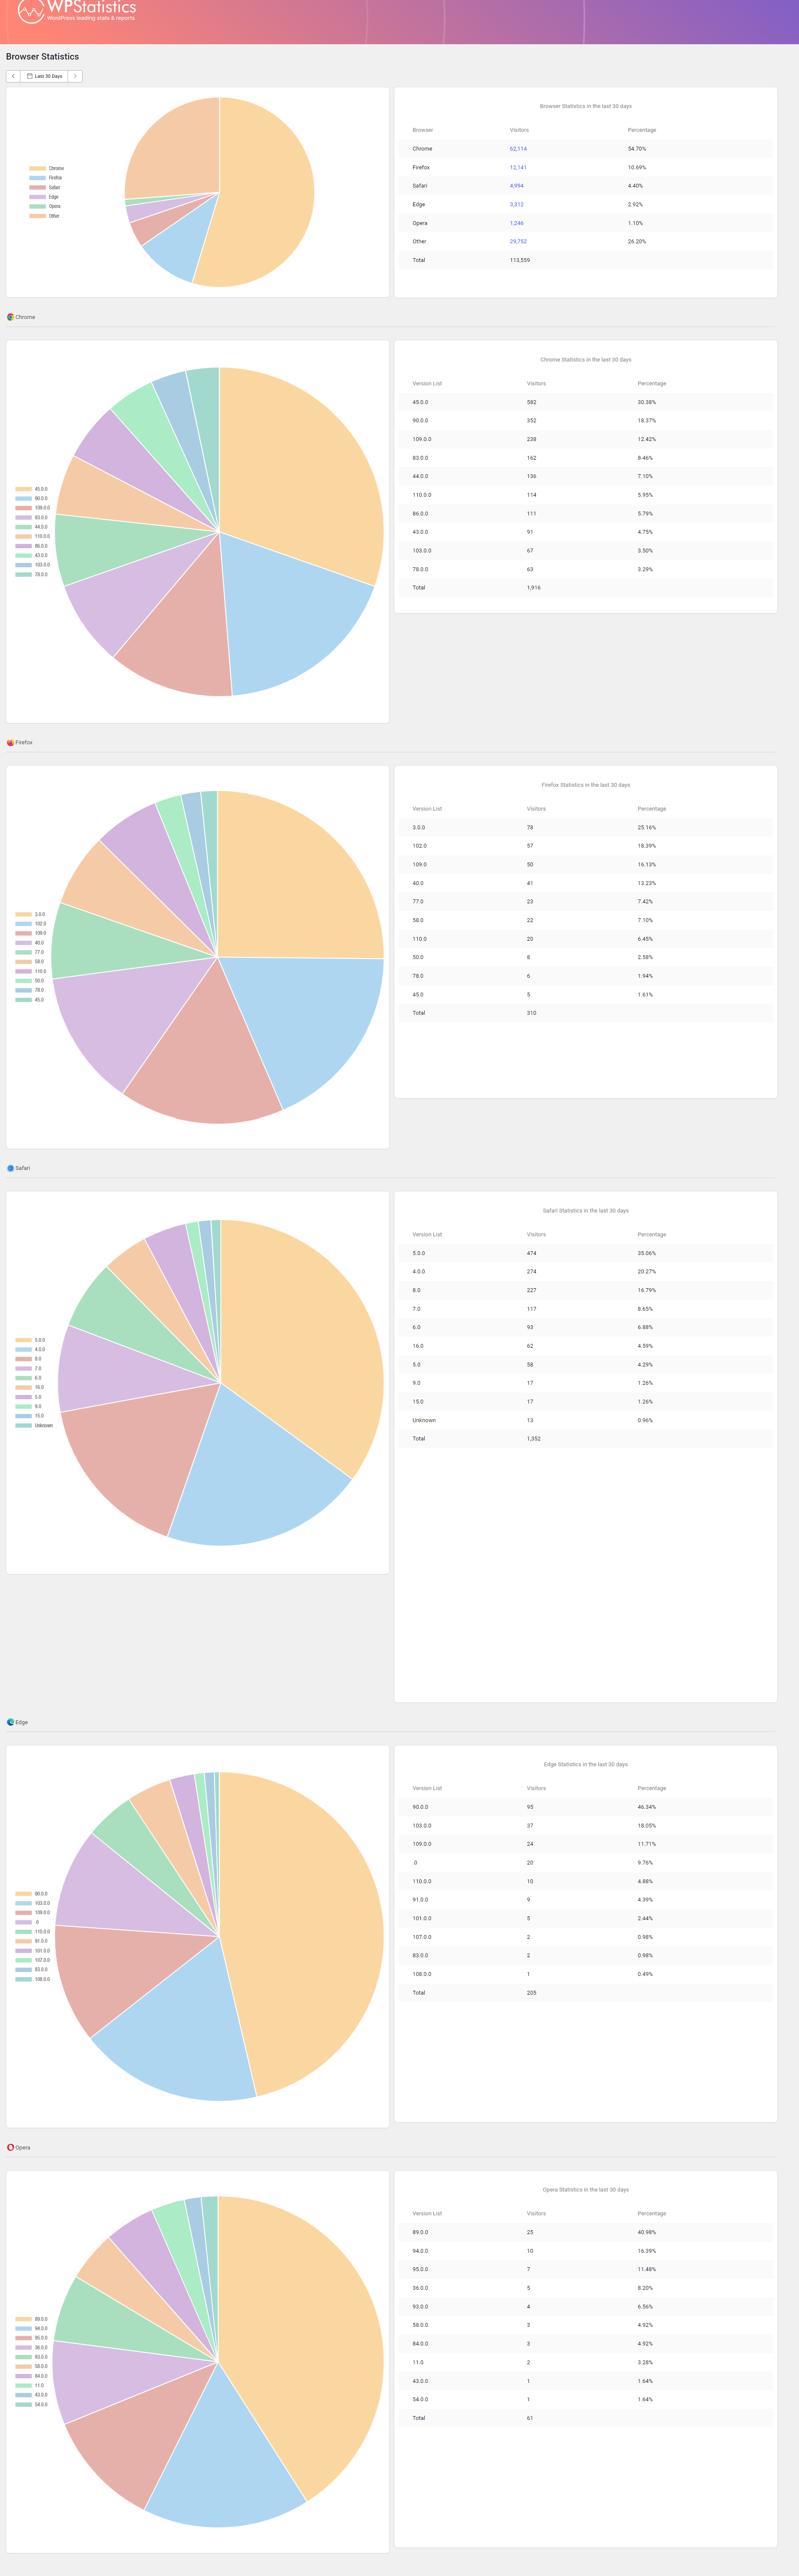 WPStatistics
WordPress leading stats & reports
Browser Statistics
Last 30 Days
Chrome
Firefox
Safari
Edge
Opera
Other
Browser Statistics in the last 30 days
Browser Visitors Percentage
Chrome 62,114 54.70%
Firefox 12,141 10.69%
Safari 4,994 4.40%
Edge 3,312 2.92%
Opera 1,246 1.10%
Other 29,752 26.20%
Total 113,559
Chrome
45.0.0
90.0.0
109.0.0
83.0.0
44.0.0
110.0.0
86.0.0
43.0.0
103.0.0
78.0.0
Chrome Statistics in the last 30 days
Version List Visitors Percentage
45.0.0 582 30.38%
90.0.0 352 18.37%
109.0.0 238 12.42%
83.0.0 162 8.46%
44.0.0 136 7.10%
110.0.0 114 5.95%
86.0.0 111 5.79%
43.0.0 91 4.75%
103.0.0 67 3.50%
78.0.0 63 3.29%
Total 1,916
Firefox
3.0.0
102.0
109.0
40.0
77.0
58.0
110.0
50.0
78.0
45.0
Firefox Statistics in the last 30 days
Version List Visitors Percentage
3.0.0 78 25.16%
102.0 57 18.39%
109.0 50 16.13%
40.0 41 13.23%
77.0 23 7.42%
58.0 22 7.10%
110.0 20 6.45%
50.0 8 2.58%
78.0 6 1.94%
45.0 5 1.61%
Total 310
Safari
5.0.0
4.0.0
8.0
7.0
6.0
16.0
5.0
9.0
15.0
Unknown
Safari Statistics in the last 30 days
Version List Visitors Percentage
5.0.0 474 35.06%
4.0.0 274 20.27%
8.0 227 16.79%
7.0 117 8.65%
6.0 93 6.88%
16.0 62 4.59%
5.0 58 4.29%
9.0 17 1.26%
15.0 17 1.26%
Unknown 13 0.96%
Total 1,352
Edge
90.0.0
103.0.0
109.0.0
.0
110.0.0
91.0.0
101.0.0
107.0.0
83.0.0
108.0.0
Edge Statistics in the last 30 days
Version List Visitors Percentage
90.0.0 95 46.34%
103.0.0 37 18.05%
109.0.0 24 11.71%
.0 20 9.76%
110.0.0 10 4.88%
91.0.0 9 4.39%
101.0.0 5 2.44%
107.0.0 2 0.98%
83.0.0 2 0.98%
108.0.0 1 0.49%
Total 205
Opera
89.0.0
94.0.0
95.0.0
36.0.0
93.0.0
58.0.0
84.0.0
11.0
43.0.0
54.0.0
Opera Statistics in the last 30 days
Version List Visitors Percentage
89.0.0 25 40.98%
94.0.0 10 16.39%
95.0.0 7 11.48%
36.0.0 5 8.20%
93.0.0 4 6.56%
58.0.0 3 4.92%
84.0.0 3 4.92%
11.0 2 3.28%
43.0.0 1 1.64%
54.0.0 1 1.64%
Total 61